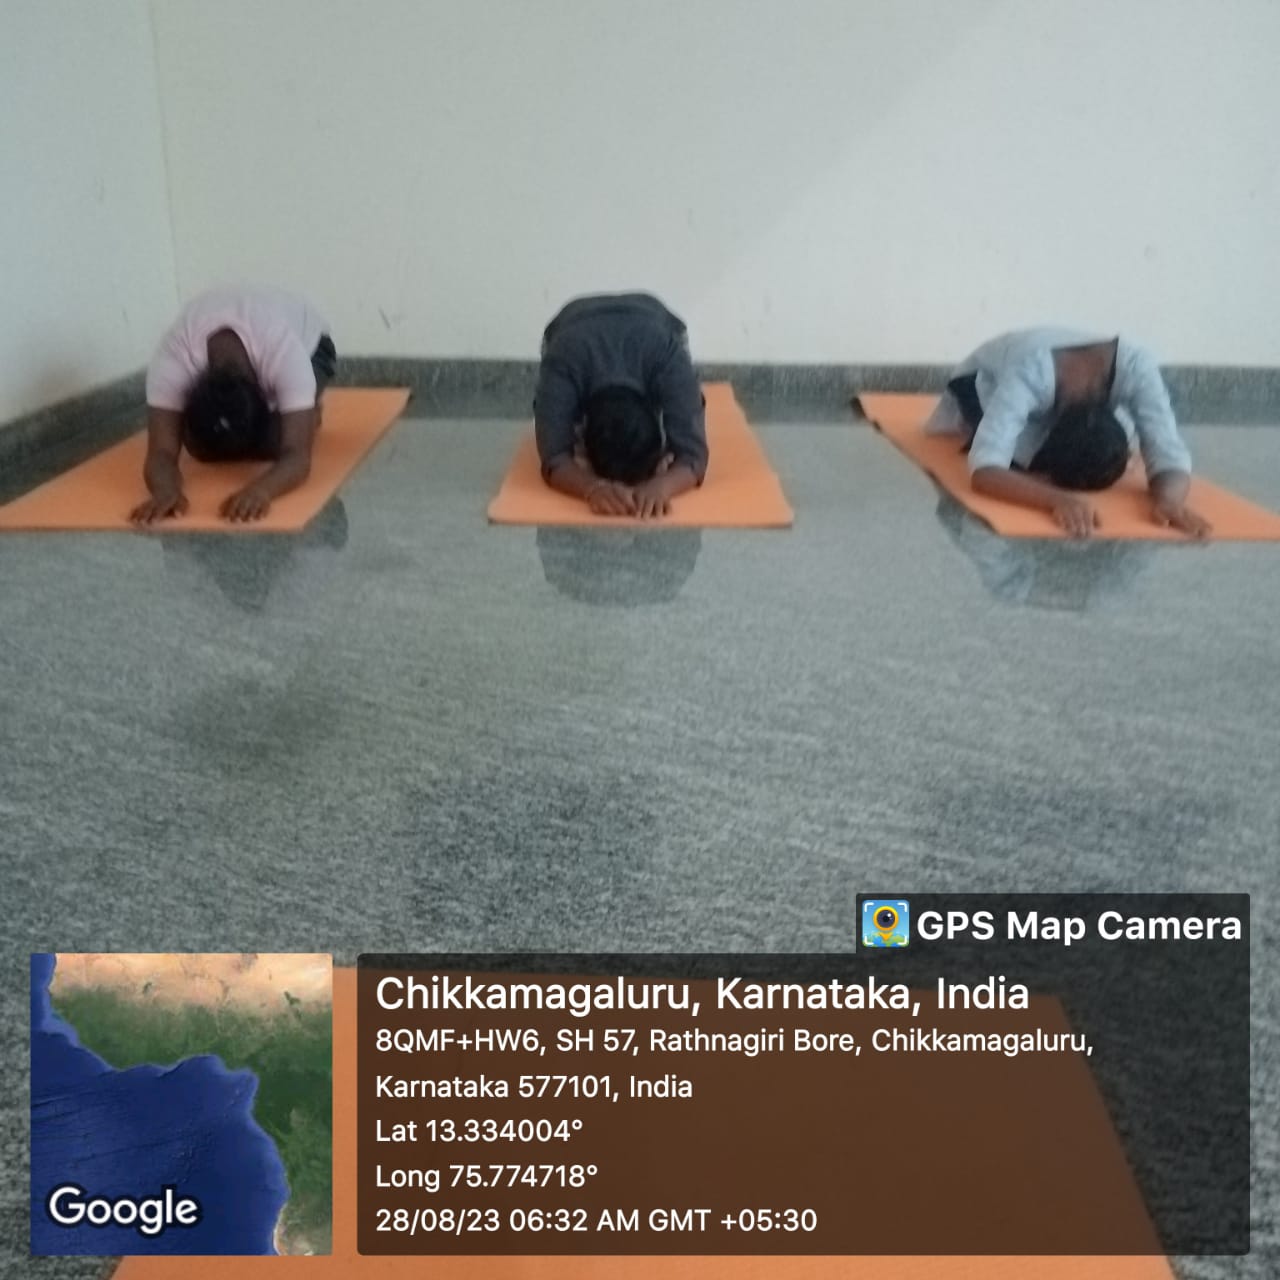 GPS Map Camera
Chikkamagaluru, Karnataka, India
8QMF+HW6, SH 57, Rathnagiri Bore, Chikkamagaluru,
Karnataka 577101, India
Lat 13.334004°
Long 75.774718°
28/08/23 06:32 AM GMT +05:30
Google